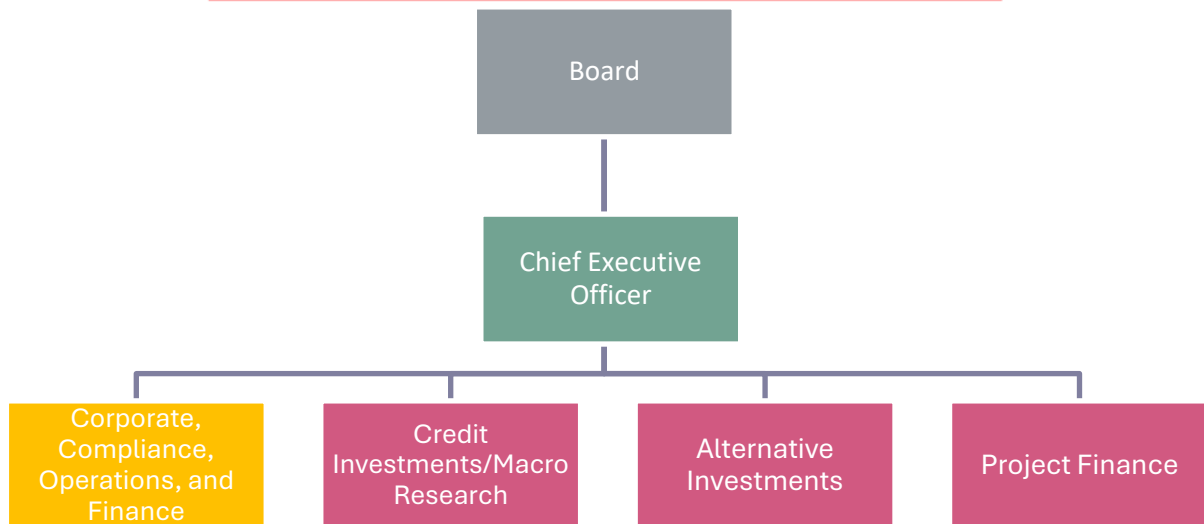 Board
Chief Executive
Officer
Corporate,
Compliance,
Operations, and
Finance
Credit
Investments/Macro
Research
Alternative
Investments
Project Finance